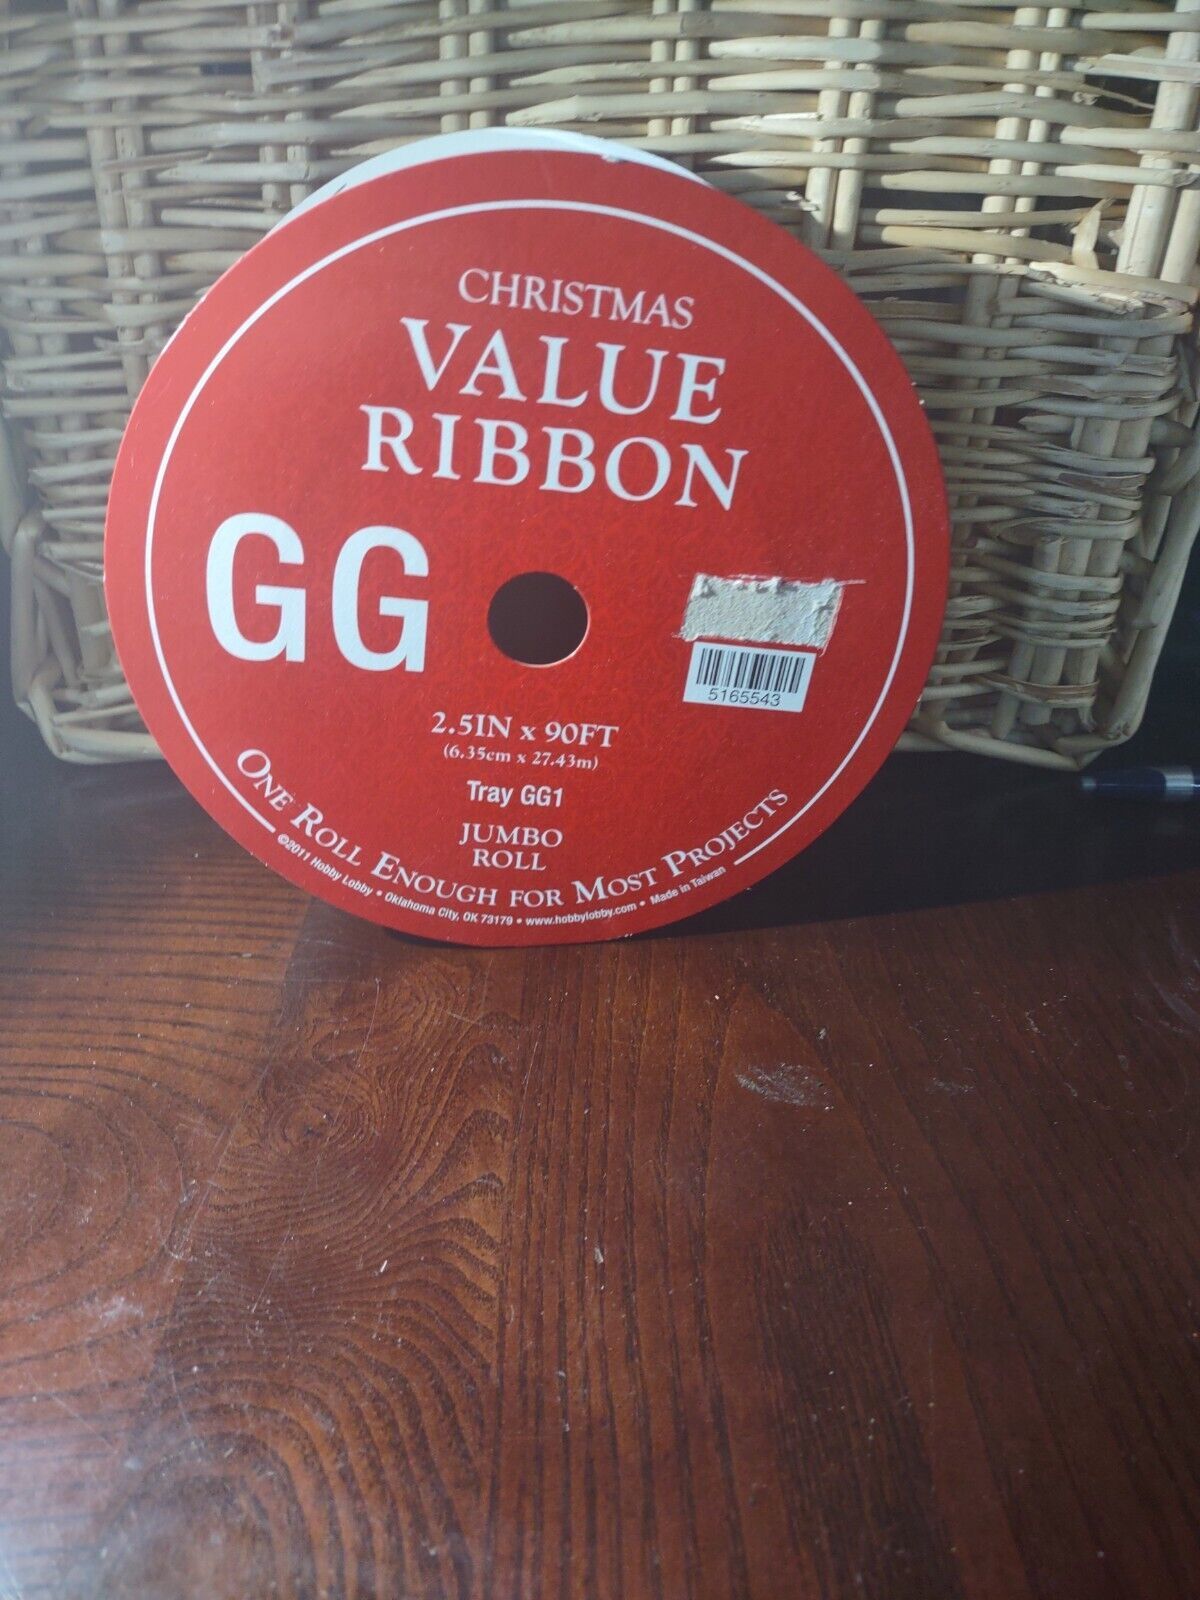 CHRISTMAS
VALUE
RIBBON
GG
5165543
2.5IN x 90FT
(6.35cm x 27.43m)
Tray GG1
JUMBO
ROLL
ONE ROLL ENOUGH FOR MOST PROJECTS
©2011 Hobby Lobby • Oklahoma City, OK 73179 • www.hobbylobby.com • Made in Taiwan